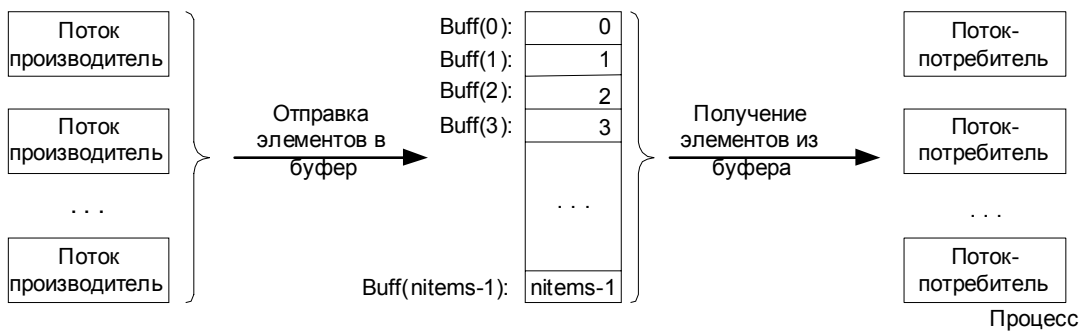 Поток
производитель
Поток
производитель
. . .
Поток
производитель
Отправка
элементов в
буфер
Buff(0): 0
Buff(1): 1
Buff(2): 2
Buff(3): 3
. . .
Buff(nitems-1): nitems-1
Получение
элементов из
буфера
Поток-
потребитель
Поток-
потребитель
. . .
Поток-
потребитель
Процесс